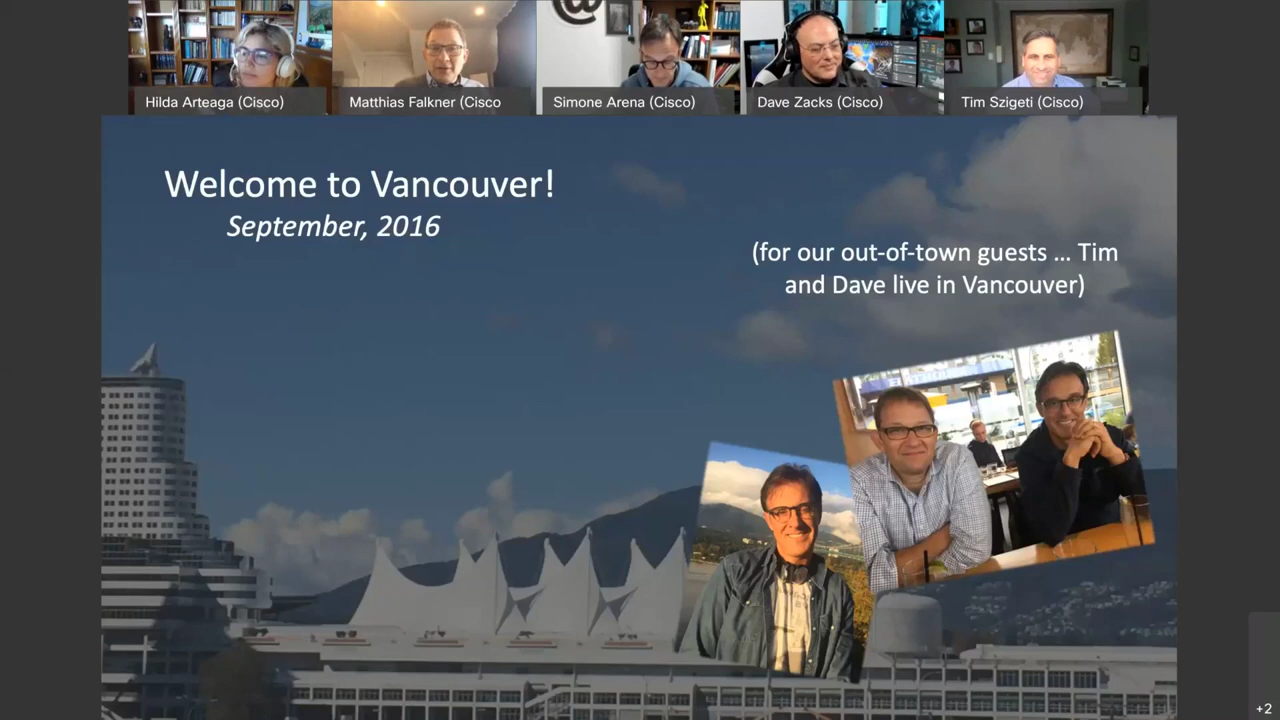 @
Hilda Arteaga (Cisco)
Matthias Falkner (Cisco
Simone Arena (Cisco)
Dave Zacks (Cisco)
Tim Szigeti (Cisco)
Welcome to Vancouver!
September, 2016
(for our out-of-town guests ... Tim
and Dave live in Vancouver)
+2